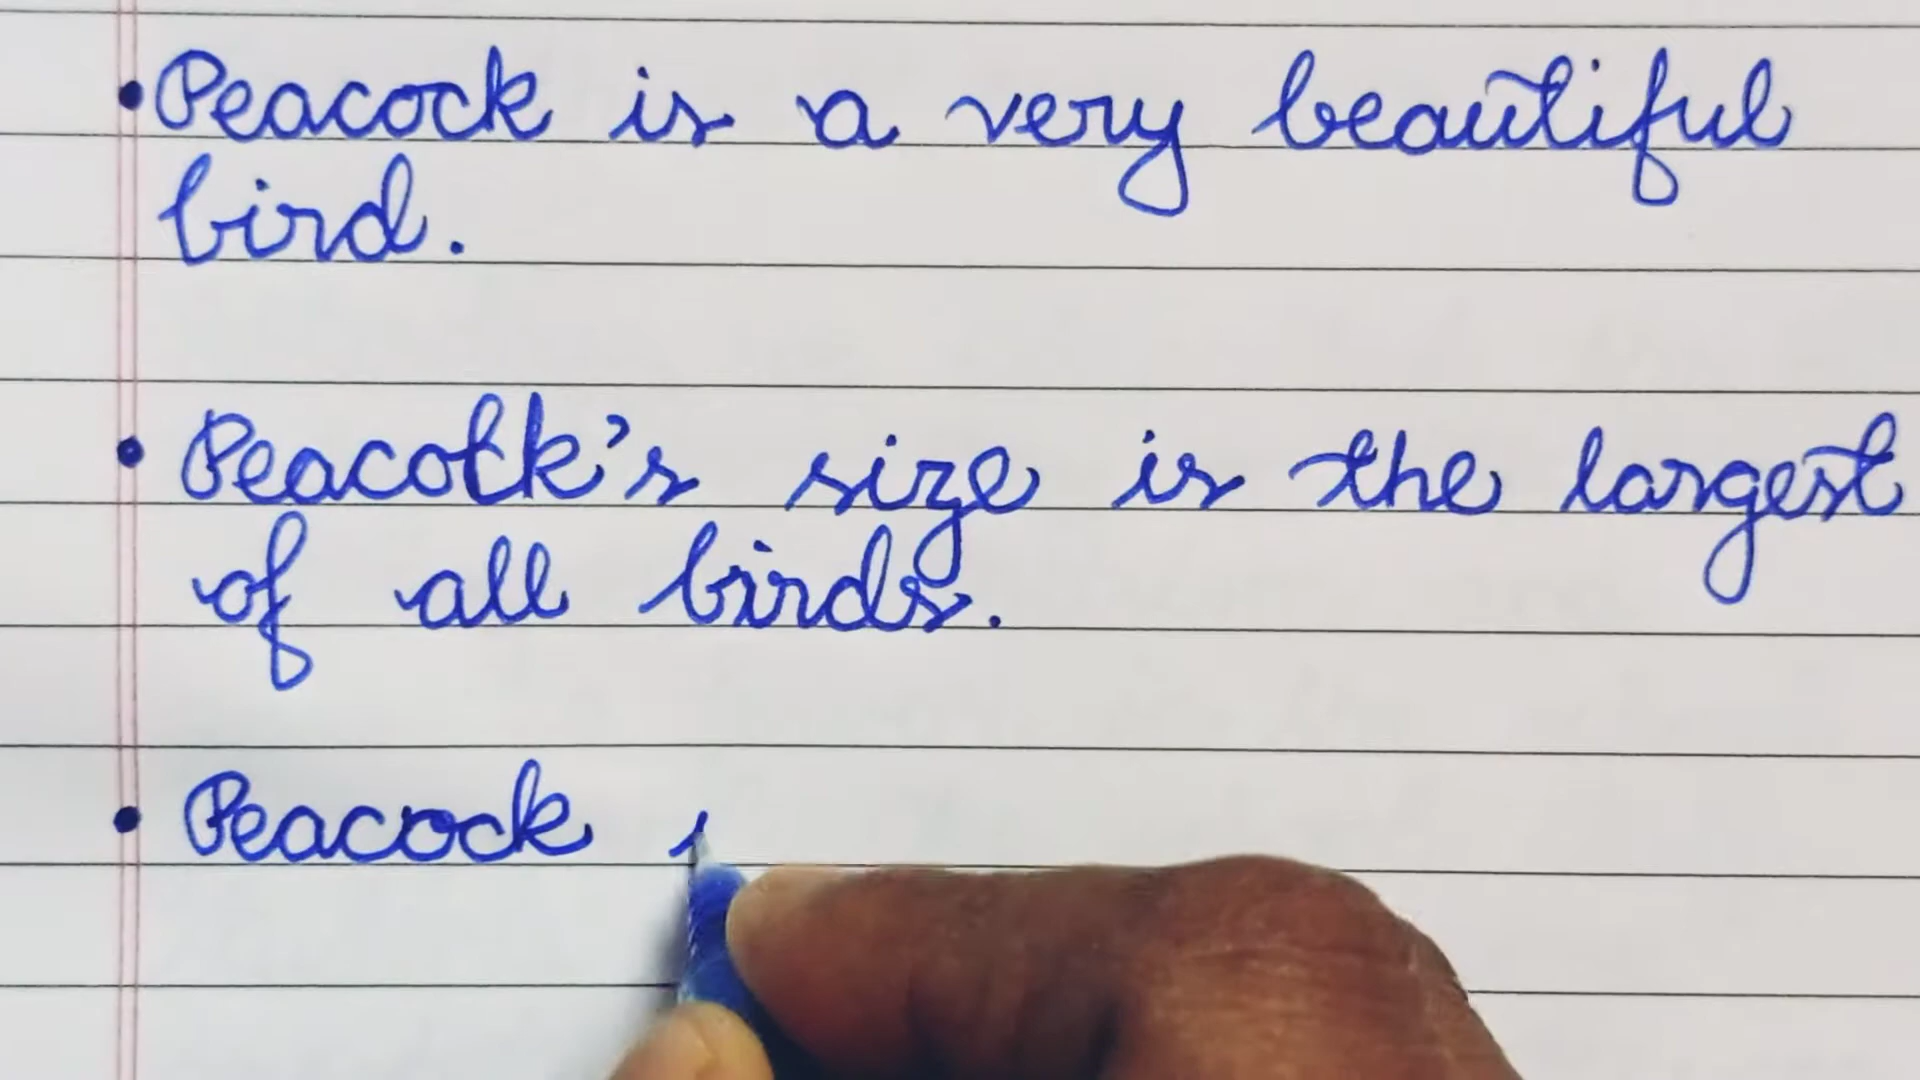 •Peacock is a very beautiful
bird.
• Peacock's size is the largest
of all birds.
• Peacock